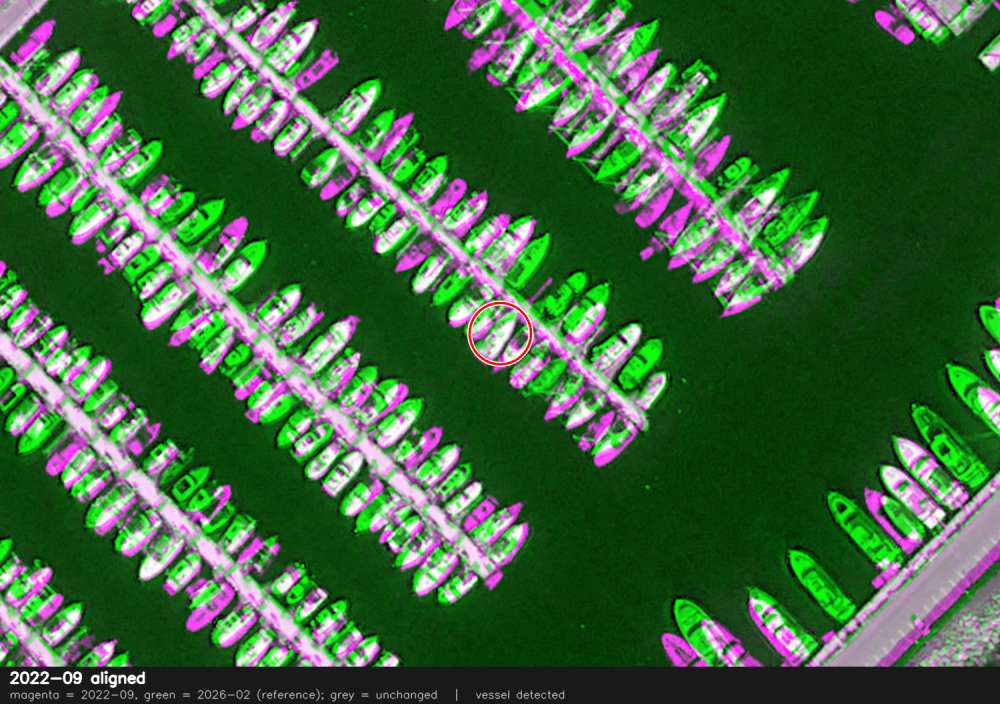 2022-09 aligned
magenta = 2022-09, green = 2026-02 (reference); grey = unchanged | vessel detected